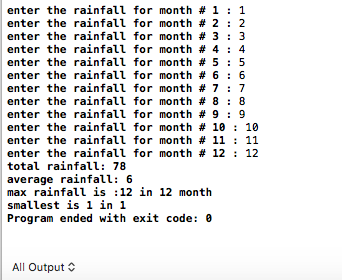 enter the rainfall for month # 1 : 1
enter the rainfall for month # 2 : 2
enter the rainfall for month # 3 : 3
enter the rainfall for month # 4 : 4
enter the rainfall for month # 5 : 5
enter the rainfall for month # 6 : 6
enter the rainfall for month # 7 : 7
enter the rainfall for month # 8 : 8
enter the rainfall for month # 9 : 9
enter the rainfall for month # 10 : 10
enter the rainfall for month # 11 : 11
enter the rainfall for month # 12 : 12
total rainfall: 78
average rainfall: 6
max rainfall is :12 in 12 month
smallest is 1 in 1
Program ended with exit code: 0
All Output